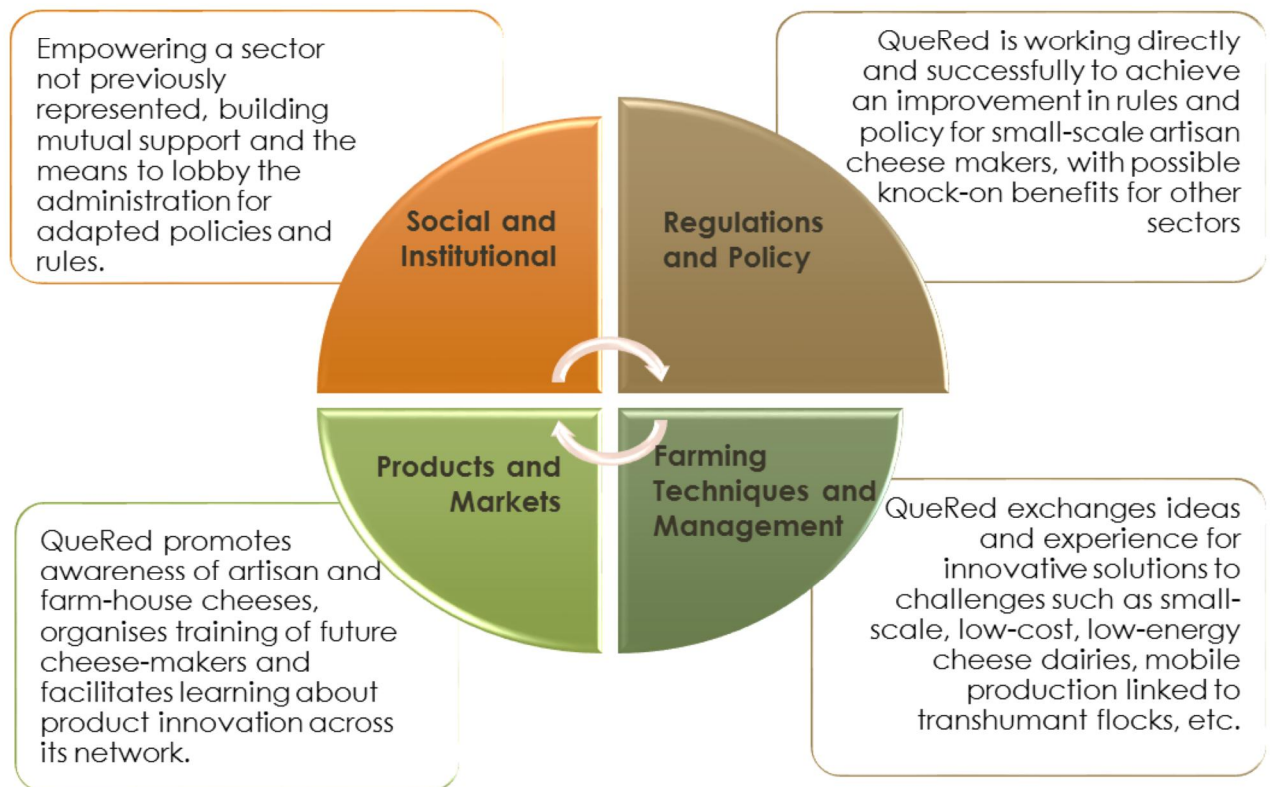 Empowering a sector
not previously
represented, building
mutual support and the
means to lobby the
administration for
adapted policies and
rules.
QueRed is working directly
and successfully to achieve
an improvement in rules and
policy for small-scale artisan
cheese makers, with possible
knock-on benefits for other
sectors
Social and
Institutional
Regulations
and Policy
Products and
Markets
Farming
Techniques and
Management
QueRed promotes
awareness of artisan and
farm-house cheeses,
organises training of future
cheese-makers and
facilitates learning about
product innovation across
its network.
QueRed exchanges ideas
and experience for
innovative solutions to
challenges such as small-
scale, low-cost, low-energy
cheese dairies, mobile
production linked to
transhumant flocks, etc.